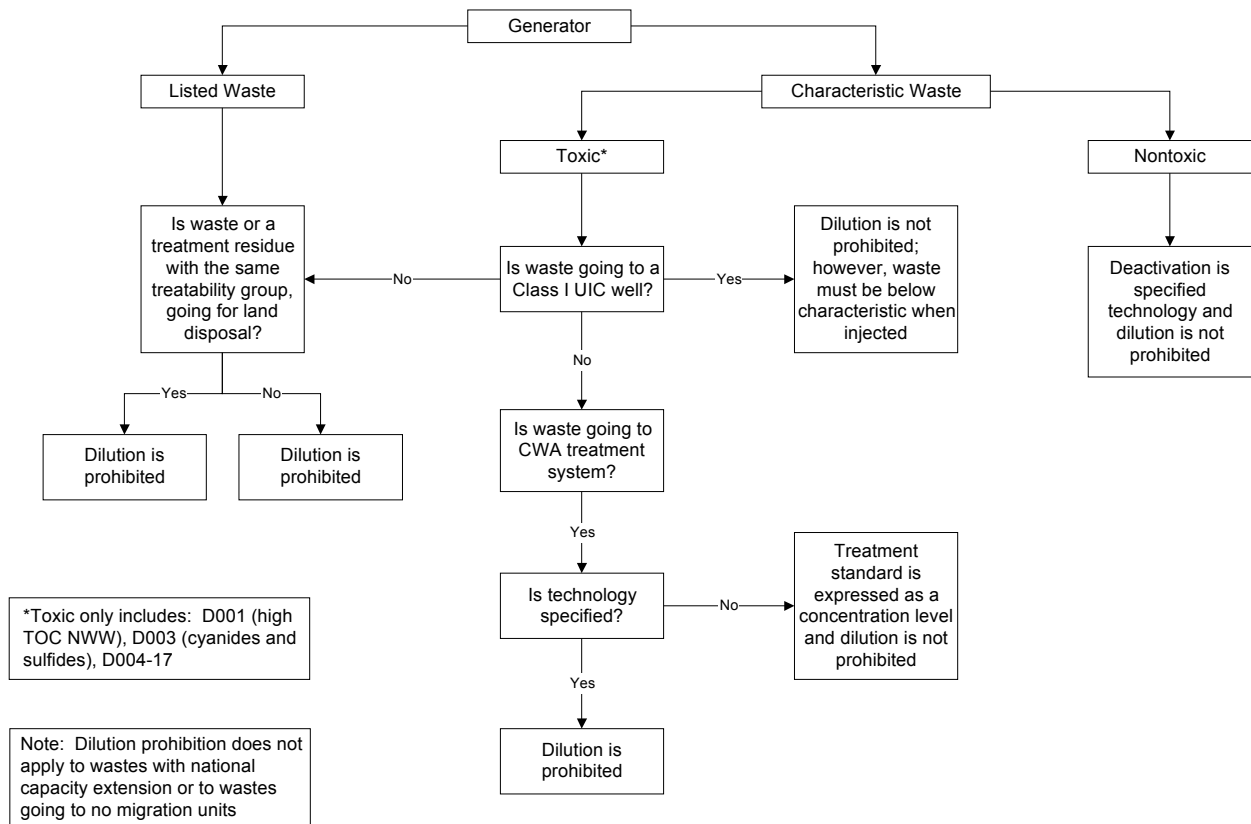 Generator
Listed Waste
Characteristic Waste
Toxic*
Nontoxic
Is waste or a
treatment residue
with the same
treatability group,
going for land
disposal?
No
Is waste going to a
Class I UIC well?
Yes
Dilution is not
prohibited;
however, waste
must be below
characteristic when
injected
Deactivation is
specified
technology and
dilution is not
prohibited
Yes
No
No
Dilution is
prohibited
Dilution is
prohibited
Is waste going to
CWA treatment
system?
Yes
Is technology
specified?
No
Treatment
standard is
expressed as a
concentration level
and dilution is not
prohibited
Yes
Dilution is
prohibited
*Toxic only includes: D001 (high
TOC NWW), D003 (cyanides and
sulfides), D004-17
Note: Dilution prohibition does not
apply to wastes with national
capacity extension or to wastes
going to no migration units